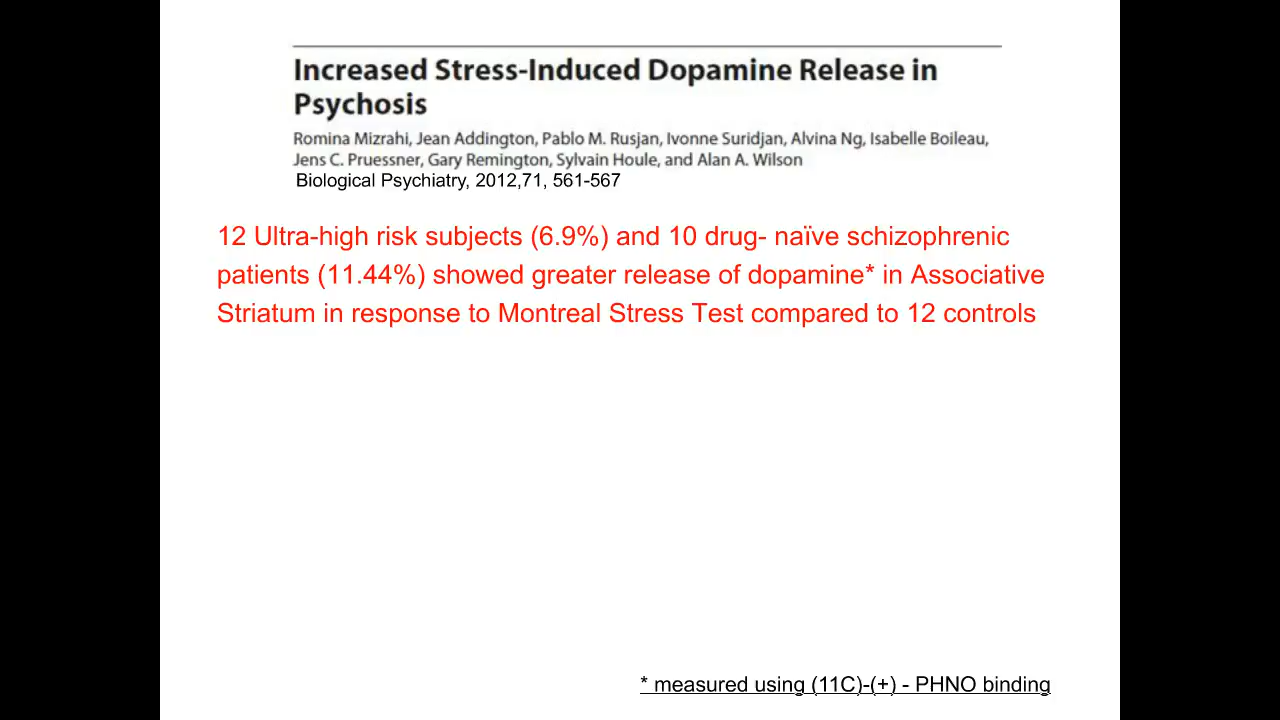 Increased Stress-Induced Dopamine Release in
Psychosis
Romina Mizrahi, Jean Addington, Pablo M. Rusjan, Ivonne Suridjan, Alvina Ng, Isabelle Boileau,
Jens C. Pruessner, Gary Remington, Sylvain Houle, and Alan A. Wilson
Biological Psychiatry, 2012,71, 561-567
12 Ultra-high risk subjects (6.9%) and 10 drug- naïve schizophrenic
patients (11.44%) showed greater release of dopamine* in Associative
Striatum in response to Montreal Stress Test compared to 12 controls
* measured using (11C)-(+) - PHNO binding